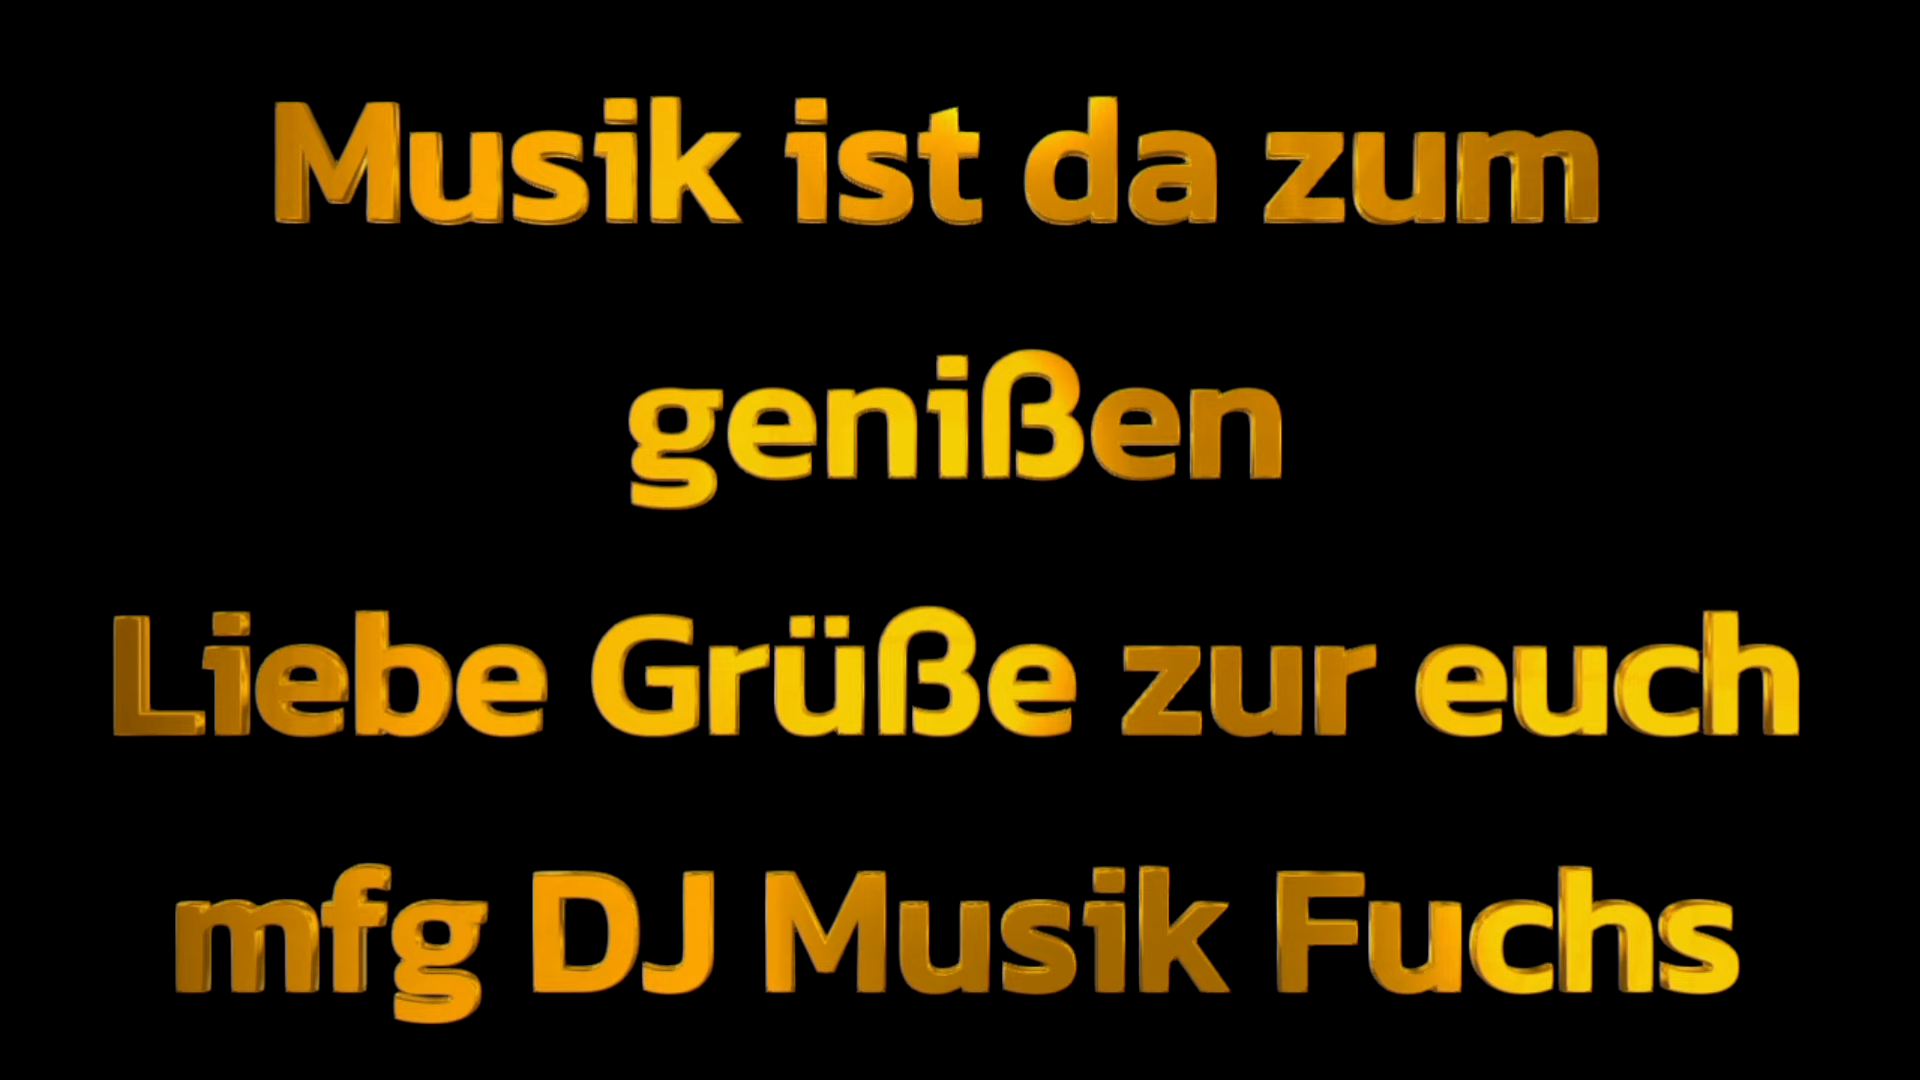 Musik ist da zum
genißen
Liebe Grüße zur euch
mfg DJ Musik Fuchs